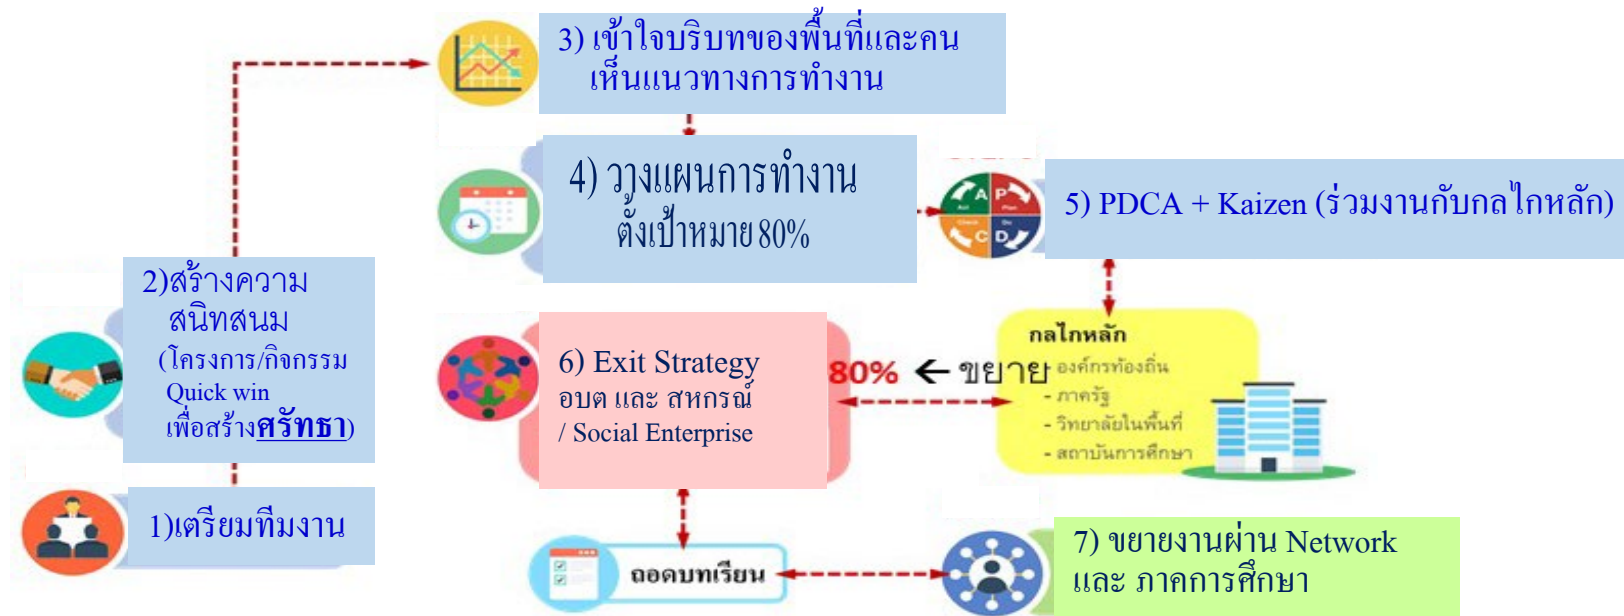 3) เข้าใจบริบทของพื้นที่และคน
เห็นแนวทางการทำงาน
4) วางแผนการทำงาน
ตั้งเป้าหมาย 80%
A P
Act Plan
C D
Check Do
5) PDCA + Kaizen (ร่วมงานกับกลไกหลัก)
2)สร้างความ
สนิทสนม
(โครงการ/กิจกรรม
Quick win
เพื่อสร้างศรัทธา)
1)เตรียมทีมงาน
6) Exit Strategy
อบต และ สหกรณ์
/ Social Enterprise
80% ← ขยาย
กลไกหลัก
- องค์กรท้องถิ่น
- ภาครัฐ
- วิทยาลัยในพื้นที่
- สถาบันการศึกษา
ถอดบทเรียน
7) ขยายงานผ่าน Network
และ ภาคการศึกษา